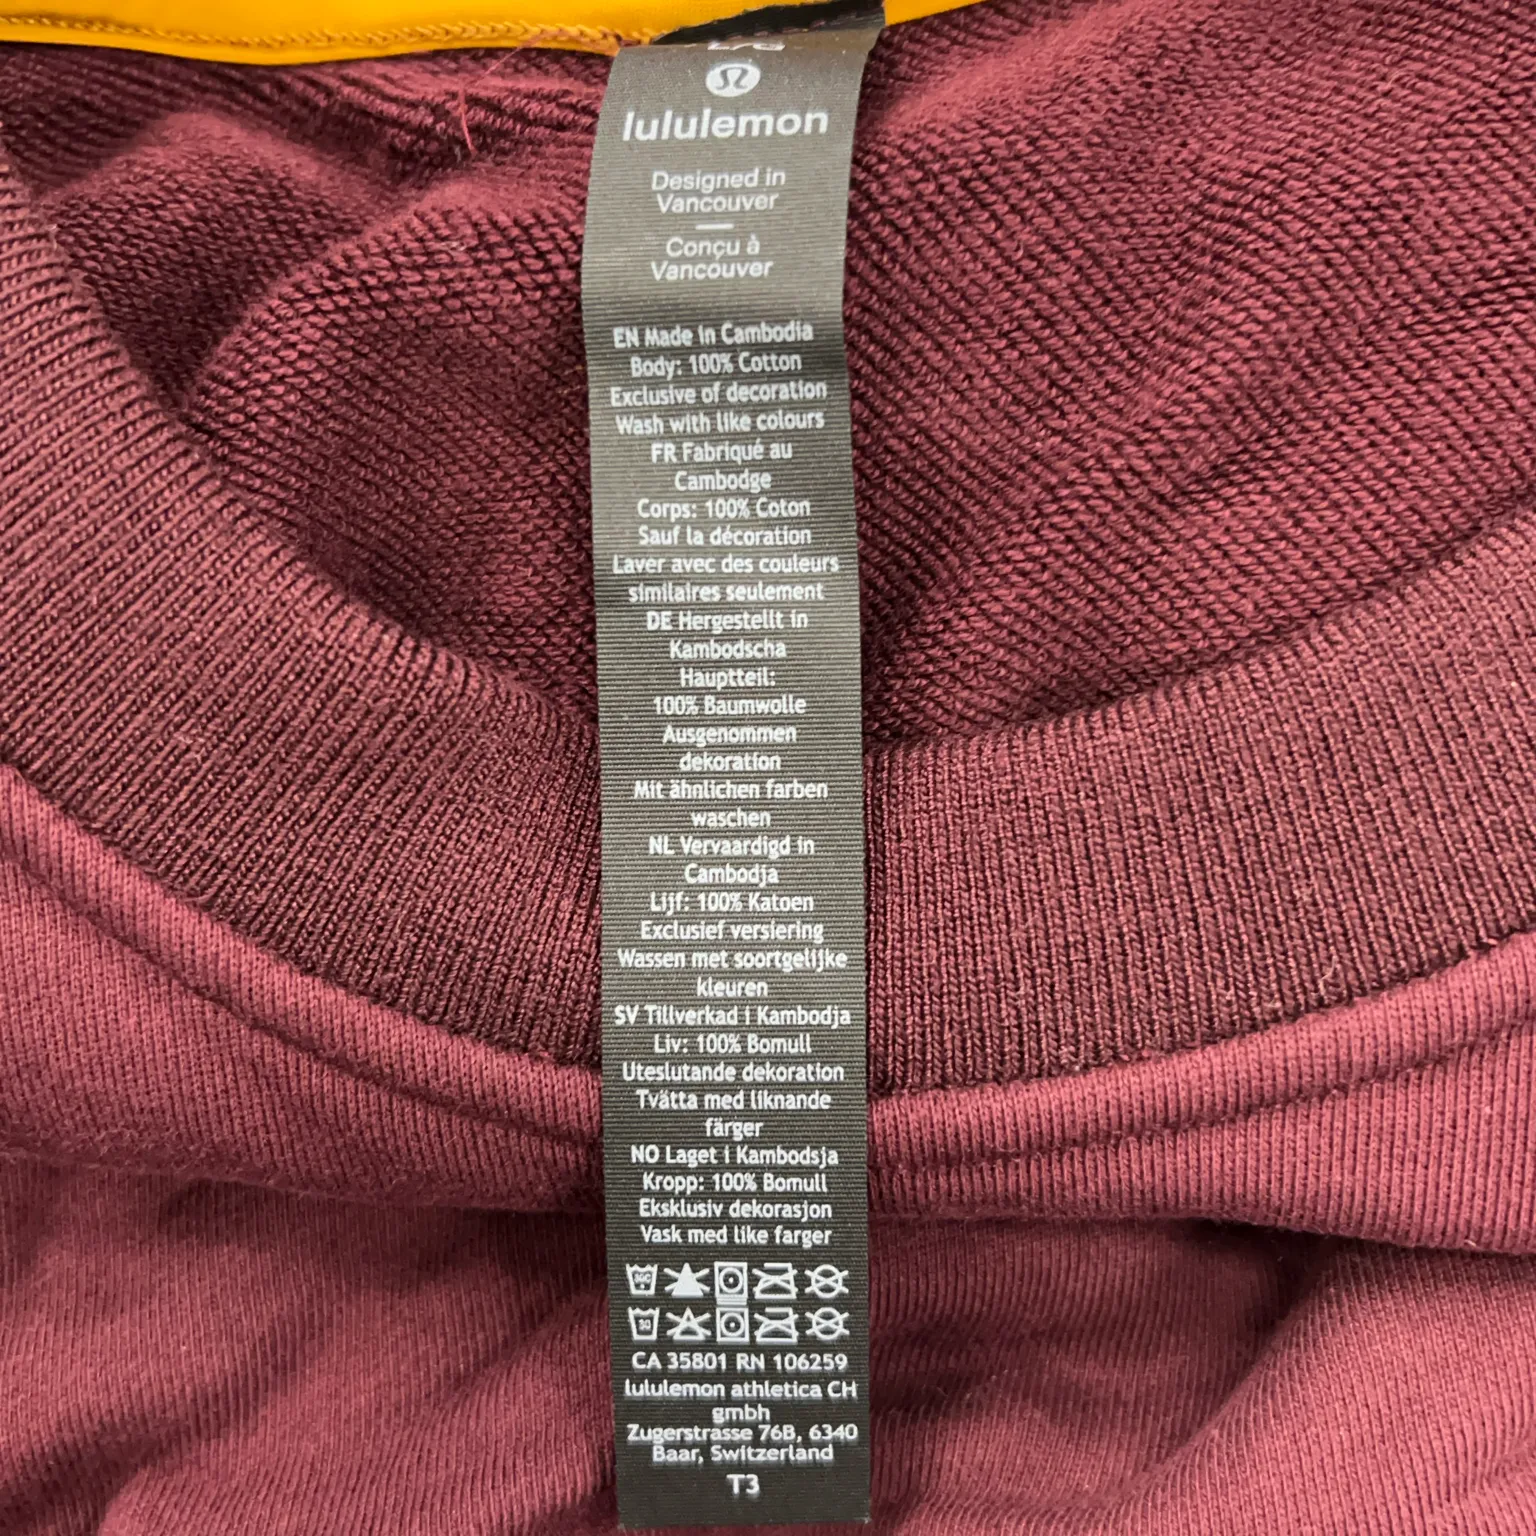 lululemon
Designed in
Vancouver
Conçu à
Vancouver
EN Made in Cambodia
Body: 100% Cotton
Exclusive of decoration
Wash with like colours
FR Fabriqué au
Cambodge
Corps: 100% Coton
Sauf la décoration
Laver avec des couleurs
similaires seulement
DE Hergestellt in
Kambodscha
Hauptteil:
100% Baumwolle
Ausgenommen
dekoration
Mit ähnlichen farben
waschen
NL Vervaardigd in
Cambodja
Lijf: 100% Katoen
Exclusief versiering
Wassen met soortgelijke
kleuren
SV Tillverkad i Kambodja
Liv: 100% Bomull
Uteslutande dekoration
Tvätta med liknande
färger
NO Laget i Kambodsja
Kropp: 100% Bomull
Eksklusiv dekorasjon
Vask med like farger
30C
30
CA 35801 RN 106259
lululemon athletica CH
gmbh
Zugerstrasse 76B, 6340
Baar, Switzerland
T3